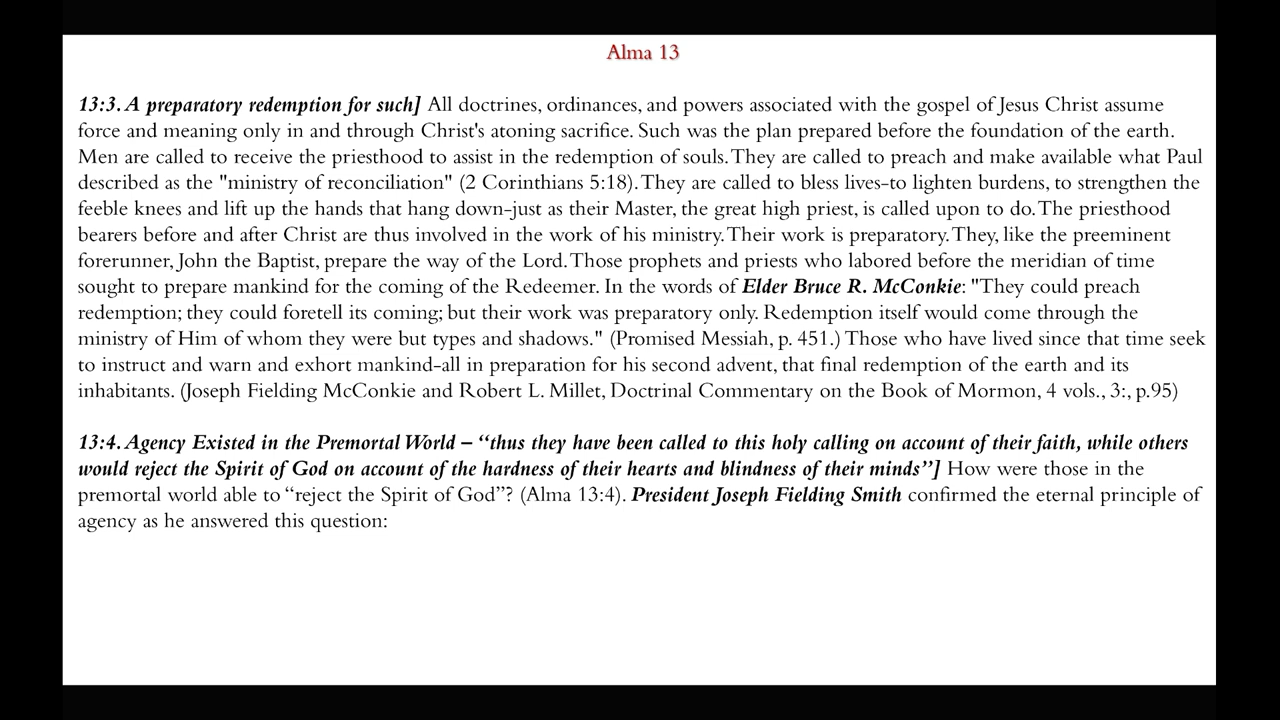 Alma 13
13:3. A preparatory redemption for such] All doctrines, ordinances, and powers associated with the gospel of Jesus Christ assume
force and meaning only in and through Christ's atoning sacrifice. Such was the plan prepared before the foundation of the earth.
Men are called to receive the priesthood to assist in the redemption of souls. They are called to preach and make available what Paul
described as the "ministry of reconciliation" (2 Corinthians 5:18). They are called to bless lives-to lighten burdens, to strengthen the
feeble knees and lift up the hands that hang down-just as their Master, the great high priest, is called upon to do. The priesthood
bearers before and after Christ are thus involved in the work of his ministry. Their work is preparatory. They, like the preeminent
forerunner, John the Baptist, prepare the way of the Lord. Those prophets and priests who labored before the meridian of time
sought to prepare mankind for the coming of the Redeemer. In the words of Elder Bruce R. McConkie: "They could preach
redemption; they could foretell its coming; but their work was preparatory only. Redemption itself would come through the
ministry of Him of whom they were but types and shadows." (Promised Messiah, p. 451.) Those who have lived since that time seek
to instruct and warn and exhort mankind-all in preparation for his second advent, that final redemption of the earth and its
inhabitants. (Joseph Fielding McConkie and Robert L. Millet, Doctrinal Commentary on the Book of Mormon, 4 vols., 3:, p.95)
13:4. Agency Existed in the Premortal World – “thus they have been called to this holy calling on account of their faith, while others
would reject the Spirit of God on account of the hardness of their hearts and blindness of their minds”] How were those in the
premortal world able to “reject the Spirit of God”? (Alma 13:4). President Joseph Fielding Smith confirmed the eternal principle of
agency as he answered this question: